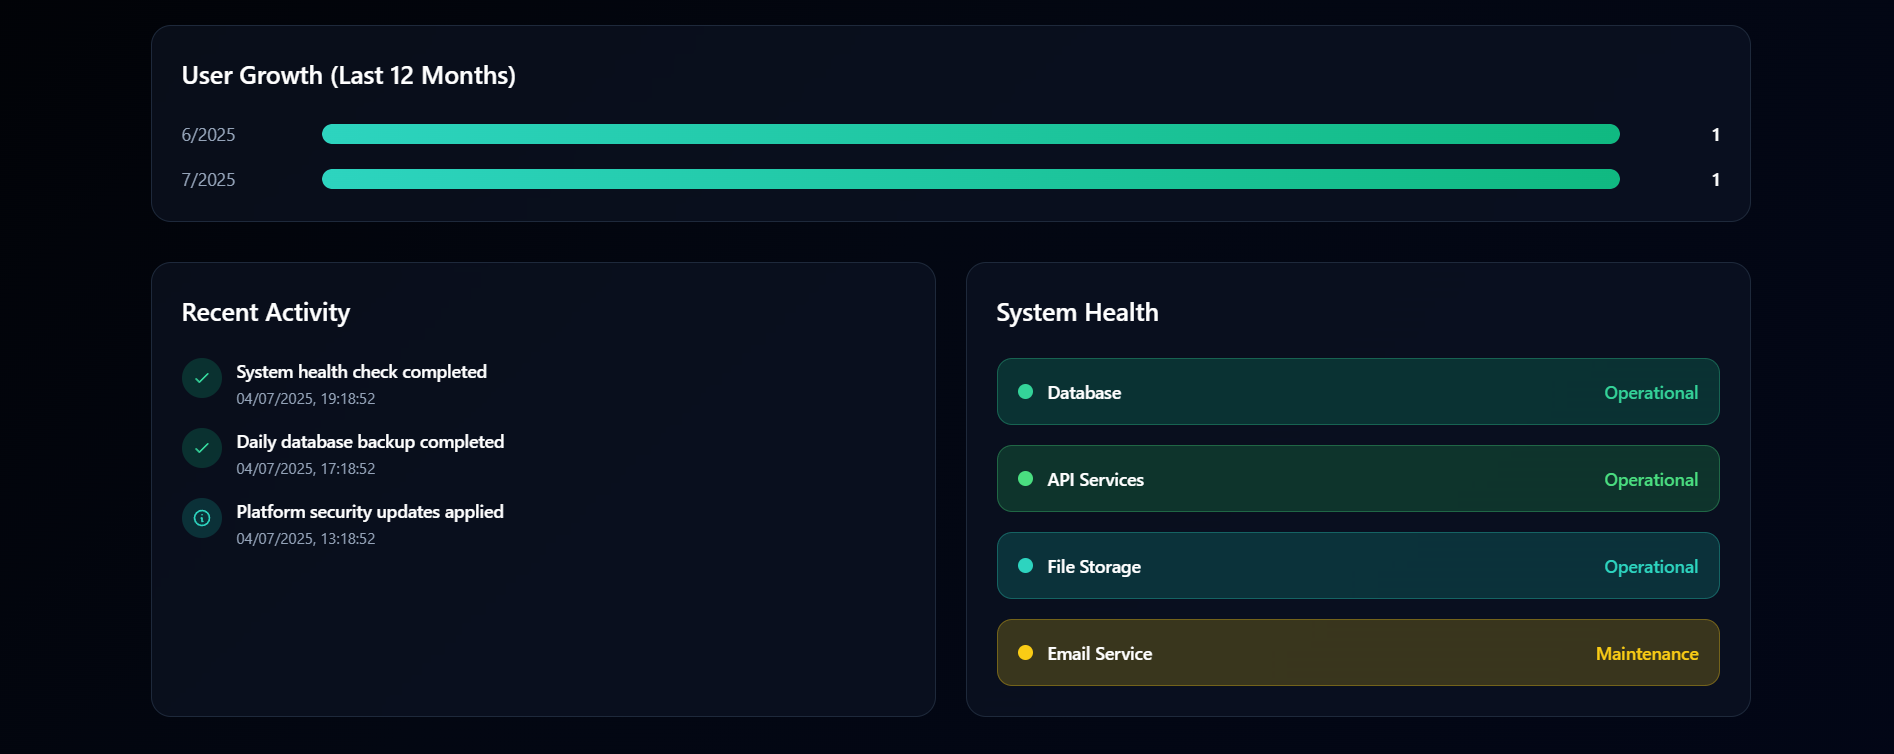 User Growth (Last 12 Months)
6/2025 1
7/2025 1
Recent Activity
System health check completed
04/07/2025, 19:18:52
Daily database backup completed
04/07/2025, 17:18:52
Platform security updates applied
04/07/2025, 13:18:52
System Health
Database Operational
API Services Operational
File Storage Operational
Email Service Maintenance